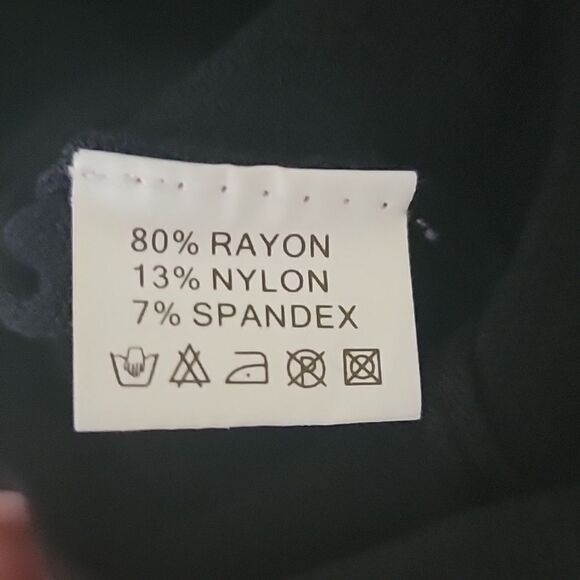 80% RAYON
13% NYLON
7% SPANDEX
P